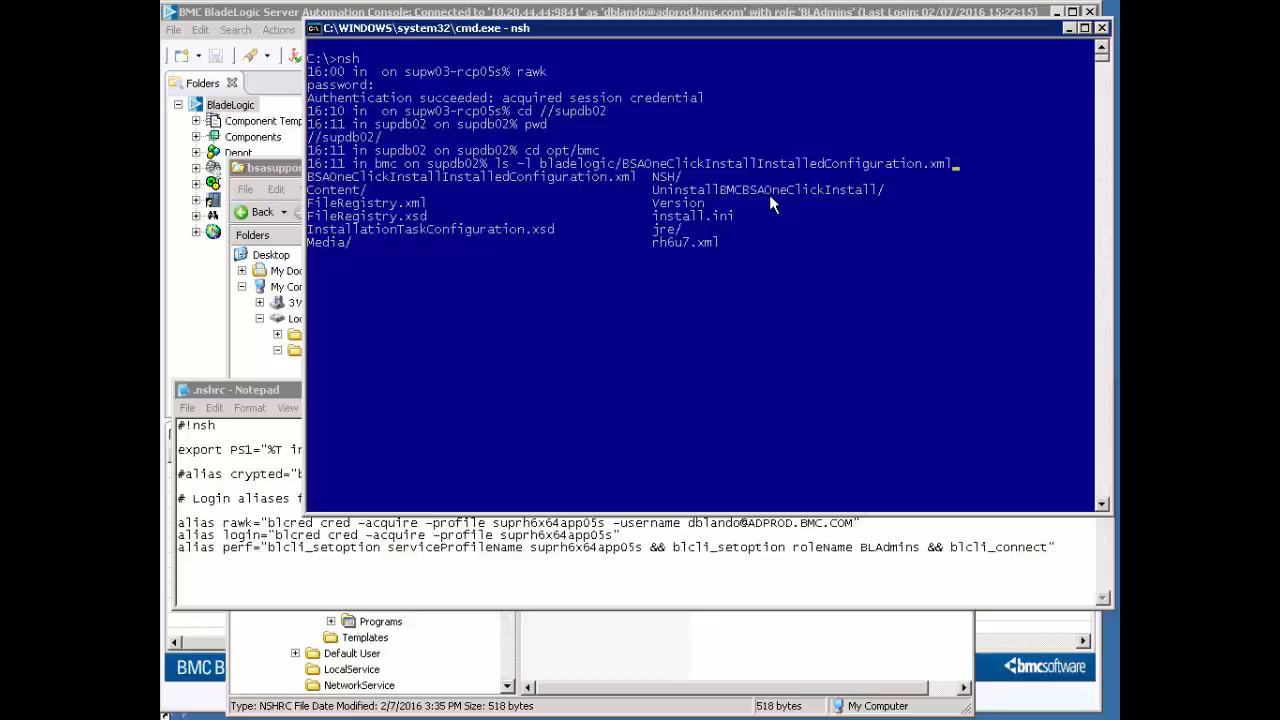 BMC BladeLogic Server Automation Console: Connected to '10.20.44.44:9841' as 'dblando@adprod.bmc.com' with role 'BLAdmins' (Last Login: 02/07/2016 15:22:15)
File Edit Search Actions
C:\WINDOWS\system32\cmd.exe - nsh
C:\>nsh
16:00 in  on supw03-rcp05s% rawk
password:
Authentication succeeded: acquired session credential
16:10 in  on supw03-rcp05s% cd //supdb02
16:11 in supdb02 on supdb02% pwd
//supdb02/
16:11 in supdb02 on supdb02% cd opt/bmc
16:11 in bmc on supdb02% ls -l bladelogic/BSAOneClickInstallInstalledConfiguration.xml
BSAOneClickInstallInstalledConfiguration.xml NSH/
Content/ UninstallBMCBSAOneClickInstall/
FileRegistry.xml Version
FileRegistry.xsd install.ini
InstallationTaskConfiguration.xsd jre/
Media/ rh6u7.xml
Folders
BladeLogic
Component Temp
Components
Depot
bsasuppor
File Edit
Back
Folders
Desktop
My Do
My Com
31/
Loc
.nshrc - Notepad
File Edit Format View
#!nsh
export PS1="%T in
#alias crypted="b
# Login aliases f
alias rawk="blcred cred -acquire -profile suprh6x64app05s -username dblando@ADPROD.BMC.COM"
alias login="blcred cred -acquire -profile suprh6x64app05s"
alias perf="blcli_setoption serviceProfileName suprh6x64app05s && blcli_setoption roleName BLAdmins && blcli_connect"
Programs
Templates
Default User
LocalService
NetworkService
BMC B
bmcsoftware
Type: NSHRC File Date Modified: 2/7/2016 3:35 PM Size: 518 bytes 518 bytes My Computer